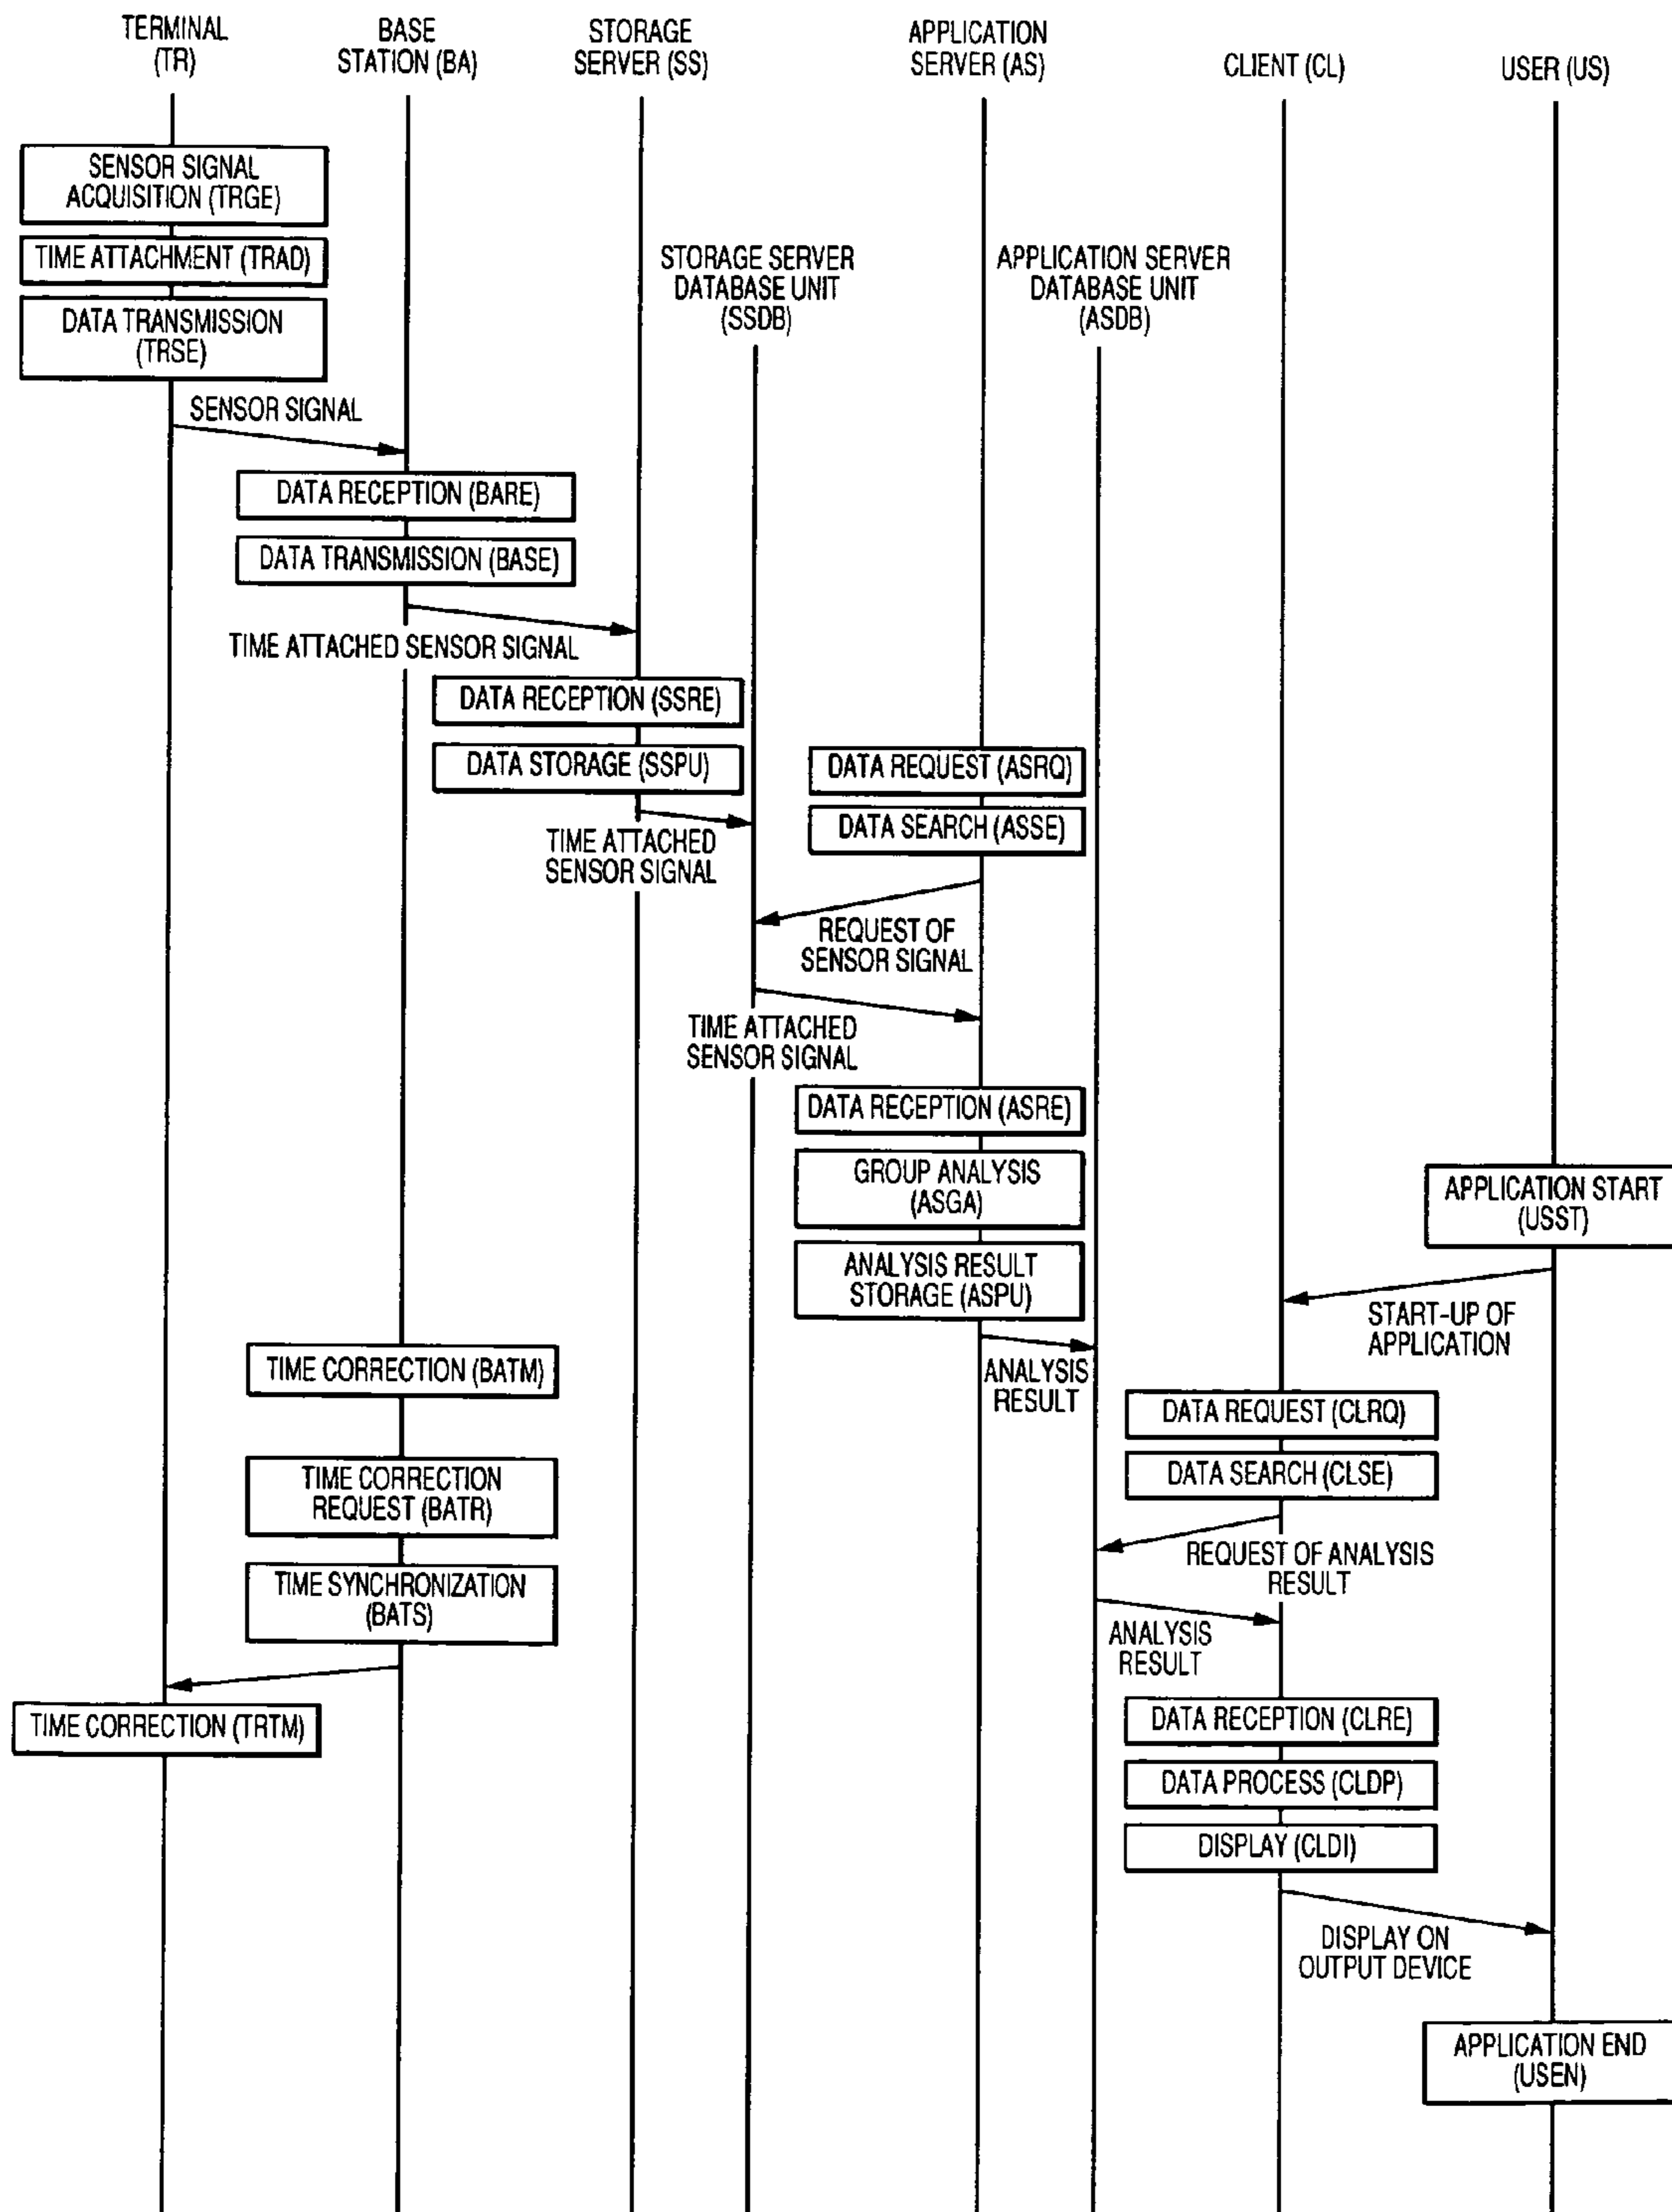 TERMINAL
(TR)
BASE
STATION (BA)
STORAGE
SERVER (SS)
APPLICATION
SERVER (AS)
CLIENT (CL)
USER (US)
SENSOR SIGNAL
ACQUISITION (TRGE)
TIME ATTACHMENT (TRAD)
DATA TRANSMISSION
(TRSE)
STORAGE SERVER
DATABASE UNIT
(SSDB)
APPLICATION SERVER
DATABASE UNIT
(ASDB)
SENSOR SIGNAL
DATA RECEPTION (BARE)
DATA TRANSMISSION (BASE)
TIME ATTACHED SENSOR SIGNAL
DATA RECEPTION (SSRE)
DATA STORAGE (SSPU)
TIME ATTACHED
SENSOR SIGNAL
DATA REQUEST (ASRQ)
DATA SEARCH (ASSE)
REQUEST OF
SENSOR SIGNAL
TIME ATTACHED
SENSOR SIGNAL
DATA RECEPTION (ASRE)
GROUP ANALYSIS
(ASGA)
ANALYSIS RESULT
STORAGE (ASPU)
ANALYSIS
RESULT
APPLICATION START
(USST)
START-UP OF
APPLICATION
TIME CORRECTION (BATM)
TIME CORRECTION
REQUEST (BATR)
TIME SYNCHRONIZATION
(BATS)
TIME CORRECTION (TRTM)
DATA REQUEST (CLRQ)
DATA SEARCH (CLSE)
REQUEST OF ANALYSIS
RESULT
ANALYSIS
RESULT
DATA RECEPTION (CLRE)
DATA PROCESS (CLDP)
DISPLAY (CLDI)
DISPLAY ON
OUTPUT DEVICE
APPLICATION END
(USEN)